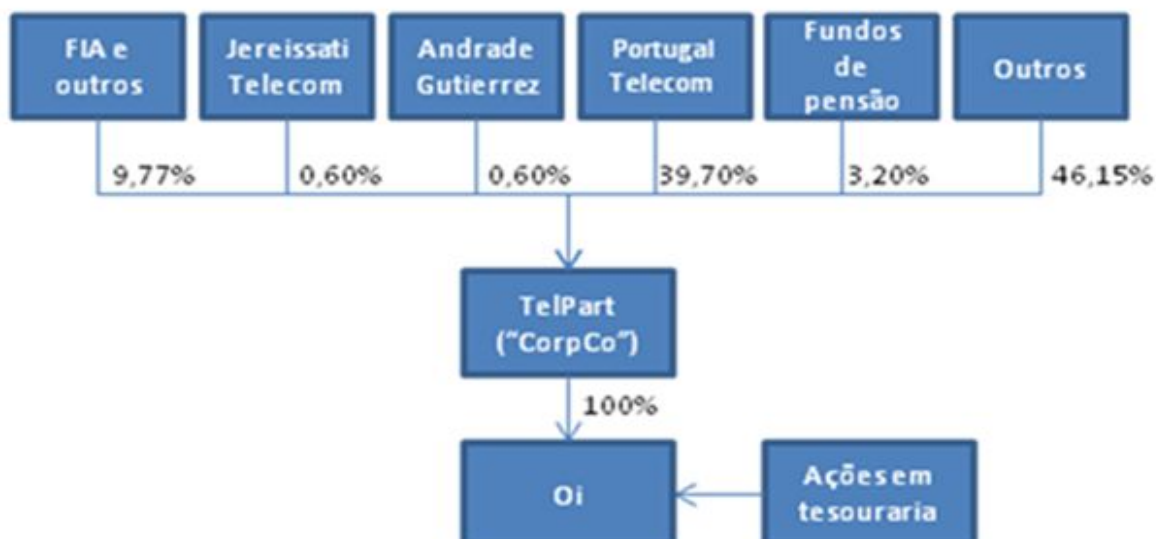 FIA e
outros
Jereissati
Telecom
Andrade
Gutierrez
Portugal
Telecom
Fundos
de
pensão
Outros
9,77%
0,60%
0,60%
39,70%
3,20%
46,15%
TelPart
("CorpCo")
100%
Oi
Ações em
tesouraria